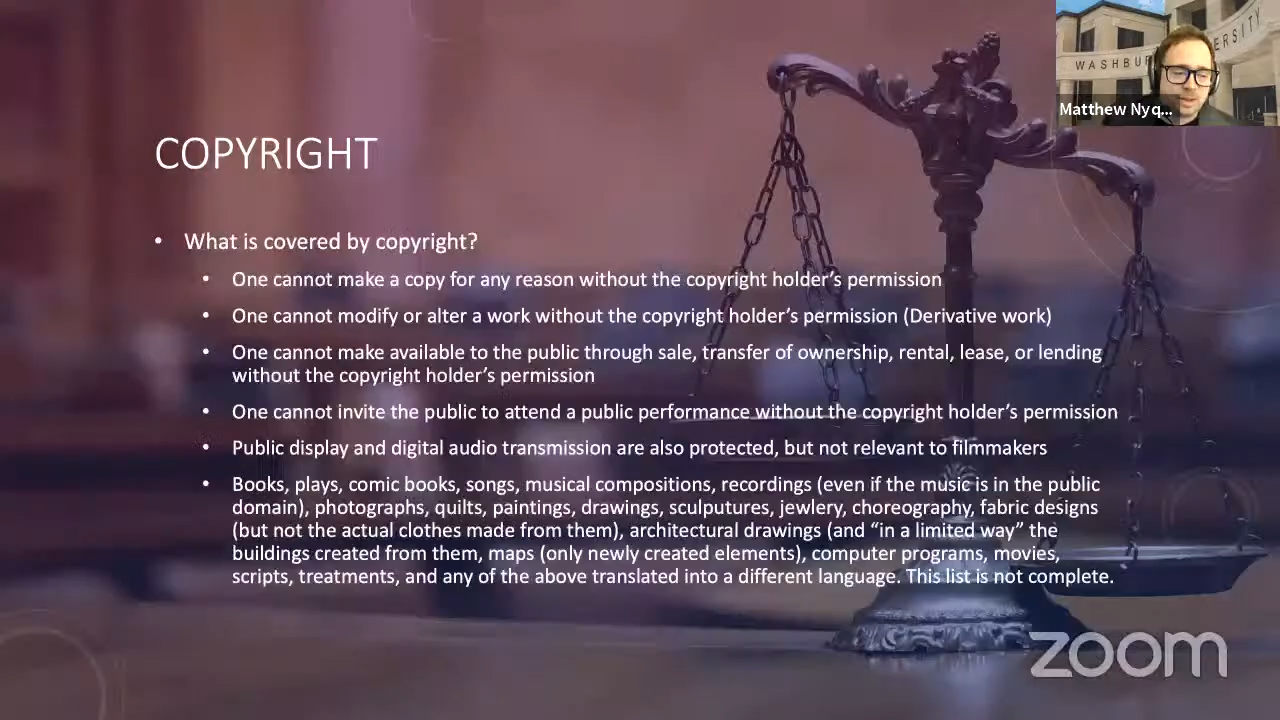 WASHBU
ERSITY
Matthew Nyq...
COPYRIGHT
• What is covered by copyright?
• One cannot make a copy for any reason without the copyright holder’s permission
• One cannot modify or alter a work without the copyright holder’s permission (Derivative work)
• One cannot make available to the public through sale, transfer of ownership, rental, lease, or lending
without the copyright holder’s permission
• One cannot invite the public to attend a public performance without the copyright holder’s permission
• Public display and digital audio transmission are also protected, but not relevant to filmmakers
• Books, plays, comic books, songs, musical compositions, recordings (even if the music is in the public
domain), photographs, quilts, paintings, drawings, sculputures, jewlery, choreography, fabric designs
(but not the actual clothes made from them), architectural drawings (and “in a limited way” the
buildings created from them, maps (only newly created elements), computer programs, movies,
scripts, treatments, and any of the above translated into a different language. This list is not complete.
zoom